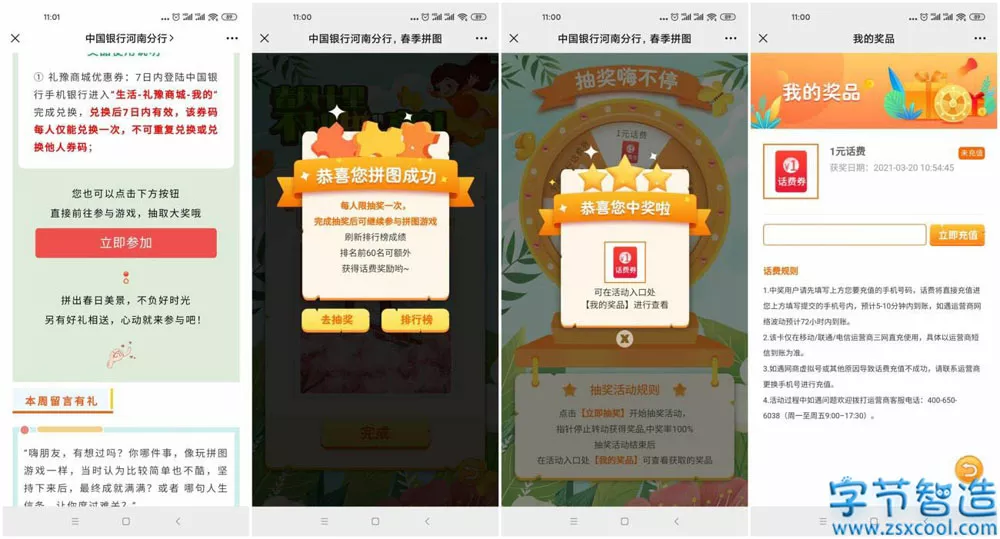 11:01
89
中国银行河南分行>
奖品使用说明
① 礼豫商城优惠券：7日内登陆中国银
行手机银行进入"生活-礼豫商城-我的"
完成兑换，兑换后7日内有效，该券码
每人仅能兑换一次，不可重复兑换或兑
换他人券码；
您也可以点击下方按钮
直接前往参与游戏，抽取大奖哦
立即参加
拼出春日美景，不负好时光
另有好礼相送，心动就来参与吧！
本周留言有礼
"嗨朋友，有想过吗？你哪件事，像玩拼图
游戏一样，当时认为比较简单也不酷，坚
持下来后，最终成就满满？或者 哪句人生
信条，让你度过难关？"
11:00
89
中国银行河南分行，春季拼图
恭喜您拼图成功
每人限抽奖一次，
完成抽奖后可继续参与拼图游戏
刷新排行榜成绩
排名前60名可额外
获得话费奖励哟~
去抽奖
排行榜
完成
11:00
89
中国银行河南分行，春季拼图
抽奖嗨不停
1元话费
恭喜您中奖啦
¥1
话费券
可在活动入口处
【我的奖品】进行查看
抽奖活动规则
点击【立即抽奖】开始抽奖活动，
指针停止转动获得奖品,中奖率100%
抽奖活动结束后
在活动入口处【我的奖品】可查看获取的奖品
11:00
89
我的奖品
我的奖品
¥1
话费券
1元话费
未充值
获奖日期：2021-03-20 10:54:45
立即充值
话费规则
1.中奖用户请先填写上方您要充值的手机号码，话费将直接充值进
您上方填写提交的手机号内，预计5-10分钟内到账，如遇运营商网
络波动预计72小时内到账。
2.该卡仅在移动/联通/电信运营商三网直充使用，具体以运营商短
信到账为准。
3.如遇网商虚拟号或其他原因导致话费充值不成功，请联系运营商
更换手机号进行充值。
4.活动过程中如遇问题欢迎拨打运营商客服电话：400-650-
6038（周一至周五9:00–17:30）。
字节智造
www.zsxcool.com